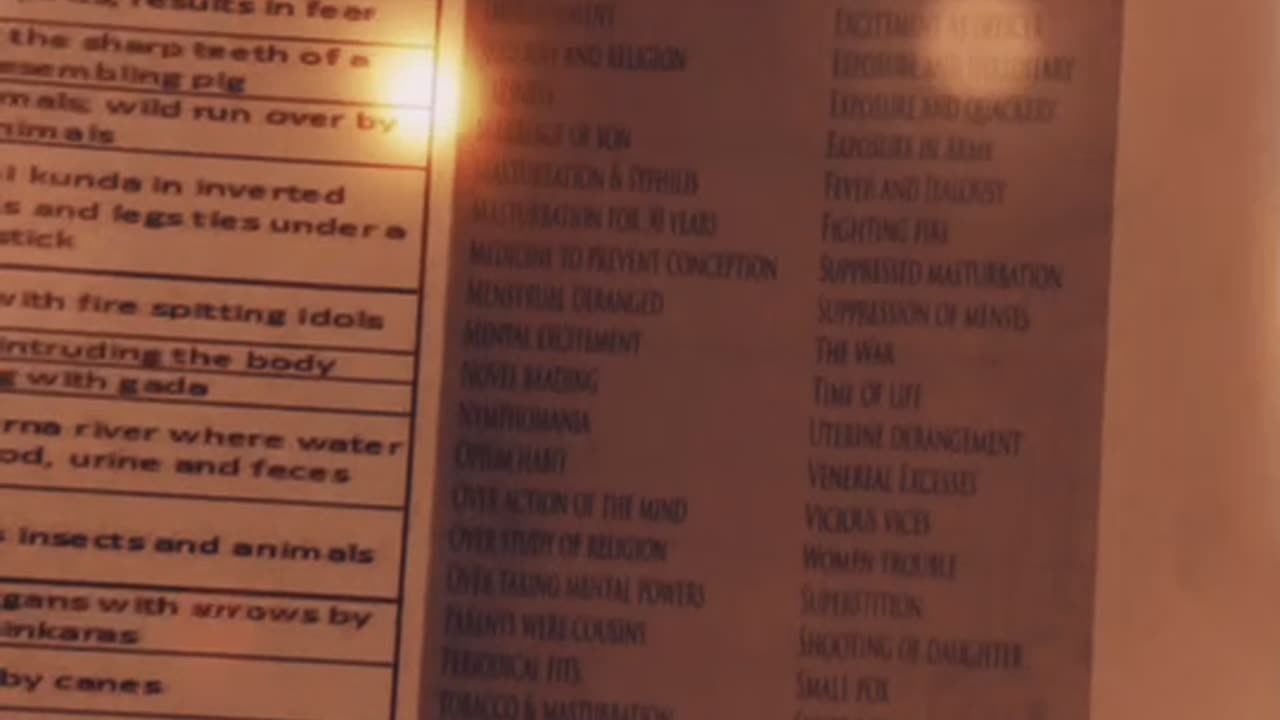 results in fear
the sharp teeth of a
esembling pig
mals; wild run over by
nimals
i kunda in inverted
s and legs ties under a
stick
with fire spitting idols
intruding the body
g with gada
rna river where water
od, urine and feces
s insects and animals
gans with arrows by
inkaras
by canes
AND RELIGION
OF SON
MASTURBATION & SYPHILIS
MASTURBATION FOR 30 YEARS
MEDICINE TO PREVENT CONCEPTION
MENSTRUAL DERANGED
MENTAL EXCITEMENT
NOVEL READING
NYMPHOMANIA
OPIUM HABIT
OVER ACTION OF THE MIND
OVER STUDY OF RELIGION
OVER TAKING MENTAL POWERS
PARENTS WERE COUSINS
PERIODICAL FITS
TOBACCO & MASTURBATION
EXCITEMENT AS OFFICER
EXPOSURE AND HEREDITARY
EXPOSURE AND QUACKERY
EXPOSURE IN ARMY
FEVER AND JEALOUSY
FIGHTING FIRE
SUPPRESSED MASTURBATION
SUPPRESSION OF MENSES
THE WAR
TIME OF LIFE
UTERINE DERANGEMENT
VENEREAL EXCESSES
VICIOUS VICES
WOMEN TROUBLE
SUPERSTITION
SHOOTING OF DAUGHTER
SMALL POX